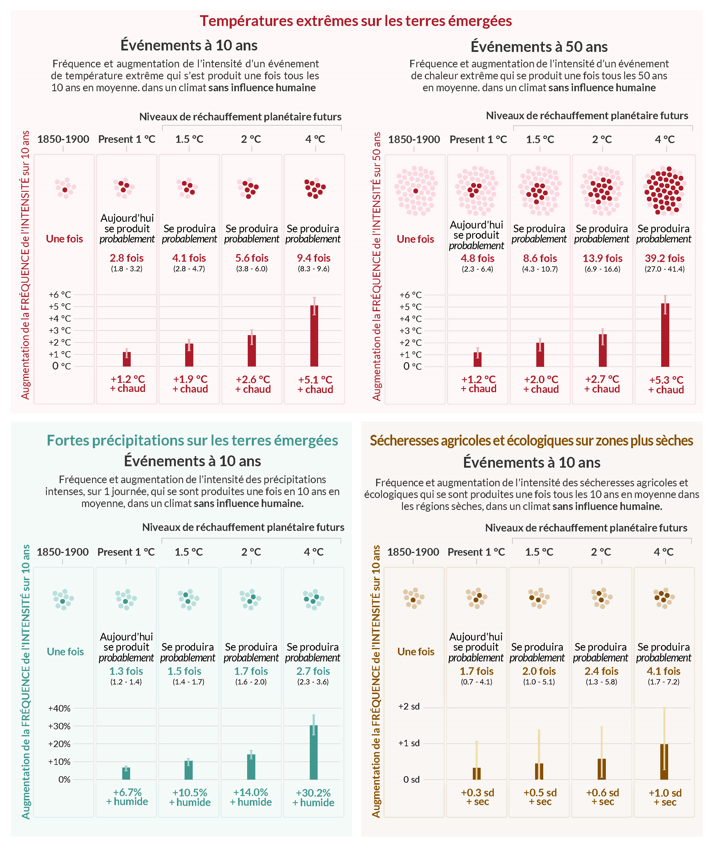 Températures extrêmes sur les terres émergées
Événements à 10 ans
Fréquence et augmentation de l'intensité d'un événement
de température extrême qui s'est produit une fois tous les
10 ans en moyenne. dans un climat sans influence humaine
Niveaux de réchauffement planétaire futurs
1850-1900 Present 1 °C 1.5 °C 2 °C 4 °C
Augmentation de la FRÉQUENCE de l'INTENSITÉ sur 10 ans
Aujourd'hui
se produit Se produira Se produira Se produira
Une fois probablement probablement probablement probablement
2.8 fois 4.1 fois 5.6 fois 9.4 fois
(1.8 - 3.2) (2.8 - 4.7) (3.8 - 6.0) (8.3 - 9.6)
+6 °C
+5 °C
+4 °C
+3 °C
+2 °C
+1 °C
0 °C
+1.2 °C +1.9 °C +2.6 °C +5.1 °C
+ chaud + chaud + chaud + chaud
Événements à 50 ans
Fréquence et augmentation de l'intensité d'un événement
de chaleur extrême qui se produit une fois tous les 50 ans
en moyenne. dans un climat sans influence humaine
Niveaux de réchauffement planétaire futurs
1850-1900 Present 1 °C 1.5 °C 2 °C 4 °C
Augmentation de la FRÉQUENCE de l'INTENSITÉ sur 50 ans
Aujourd'hui
se produit Se produira Se produira Se produira
Une fois probablement probablement probablement probablement
4.8 fois 8.6 fois 13.9 fois 39.2 fois
(2.3 - 6.4) (4.3 - 10.7) (6.9 - 16.6) (27.0 - 41.4)
+6 °C
+5 °C
+4 °C
+3 °C
+2 °C
+1 °C
0 °C
+1.2 °C +2.0 °C +2.7 °C +5.3 °C
+ chaud + chaud + chaud + chaud
Fortes précipitations sur les terres émergées
Événements à 10 ans
Fréquence et augmentation de l'intensité des précipitations
intenses, sur 1 journée, qui se sont produites une fois en 10 ans en
moyenne, dans un climat sans influence humaine.
Niveaux de réchauffement planétaire futurs
1850-1900 Present 1 °C 1.5 °C 2 °C 4 °C
Augmentation de la FRÉQUENCE de l'INTENSITÉ sur 10 ans
Aujourd'hui
se produit Se produira Se produira Se produira
Une fois probablement probablement probablement probablement
1.3 fois 1.5 fois 1.7 fois 2.7 fois
(1.2 - 1.4) (1.4 - 1.7) (1.6 - 2.0) (2.3 - 3.6)
+40%
+30%
+20%
+10%
0%
+6.7% +10.5% +14.0% +30.2%
+ humide + humide + humide + humide
Sécheresses agricoles et écologiques sur zones plus sèches
Événements à 10 ans
Fréquence et augmentation de l'intensité des sécheresses agricoles et
écologiques qui se sont produites une fois tous les 10 ans en moyenne dans
les régions sèches, dans un climat sans influence humaine.
Niveaux de réchauffement planétaire futurs
1850-1900 Present 1 °C 1.5 °C 2 °C 4 °C
Augmentation de la FRÉQUENCE de l'INTENSITÉ sur 10 ans
Aujourd'hui
se produit Se produira Se produira Se produira
Une fois probablement probablement probablement probablement
1.7 fois 2.0 fois 2.4 fois 4.1 fois
(0.7 - 4.1) (1.0 - 5.1) (1.3 - 5.8) (1.7 - 7.2)
+2 sd
+1 sd
0 sd
+0.3 sd +0.5 sd +0.6 sd +1.0 sd
+ sec + sec + sec + sec